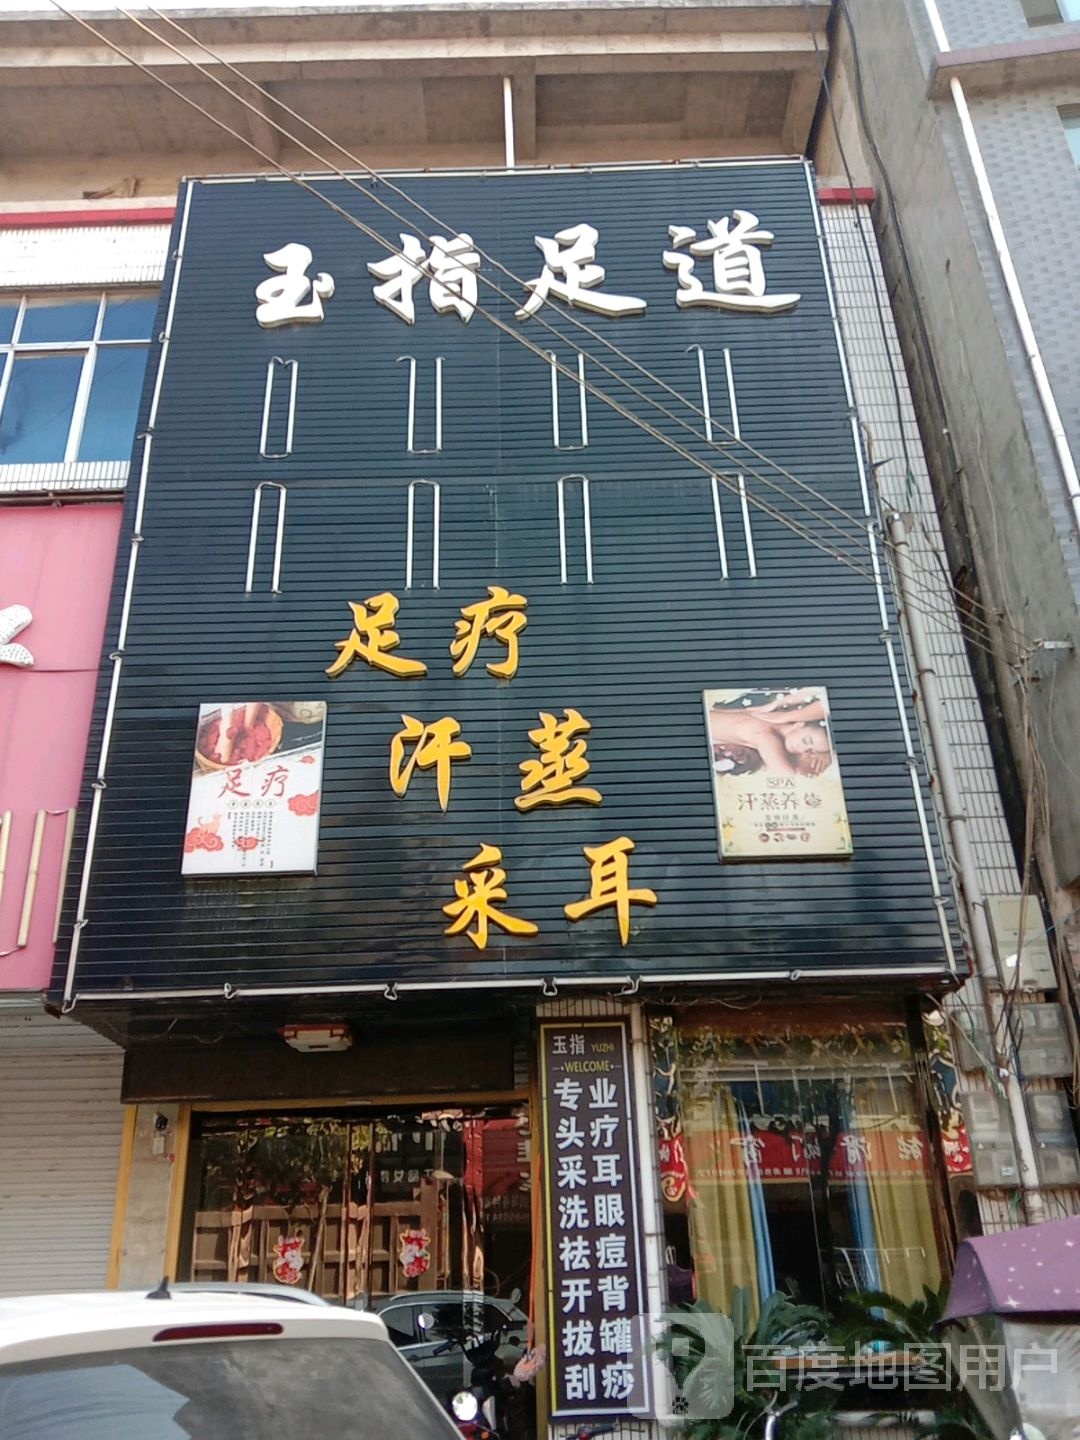 玉指足道
足疗
汗蒸
采耳
足疗
SPA
汗蒸养生
玉指 YUZHI
WELCOME
专业
头疗
采耳
洗眼
祛痘
开背
拔罐
刮痧
百度地图用户